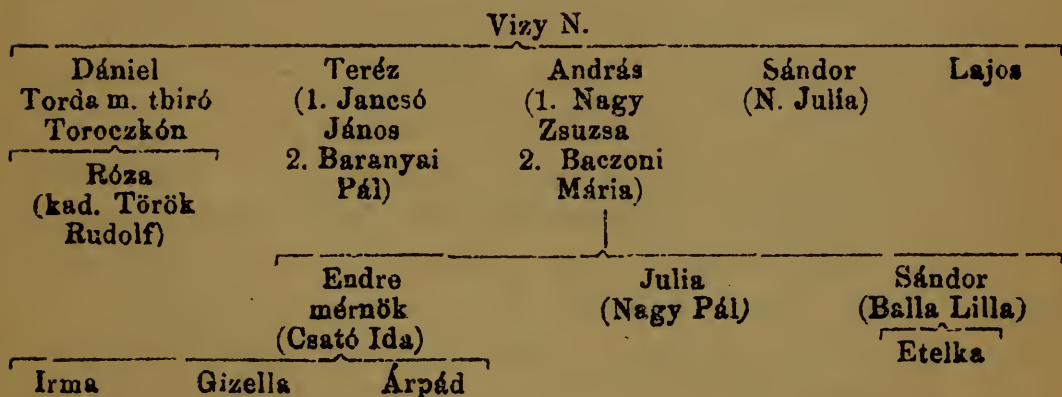 Vizy N.
Dániel Teréz András Sándor Lajos
Torda m. tbiró (1. Jancsó (1. Nagy (N. Julia)
Toroczkón János Zsuzsa
2. Baranyai 2. Baczoni
Róza Pál) Mária)
(kad. Török
Rudolf)
Endre Julia Sándor
mérnök (Nagy Pál) (Balla Lilla)
(Csató Ida) Etelka
Irma Gizella Árpád